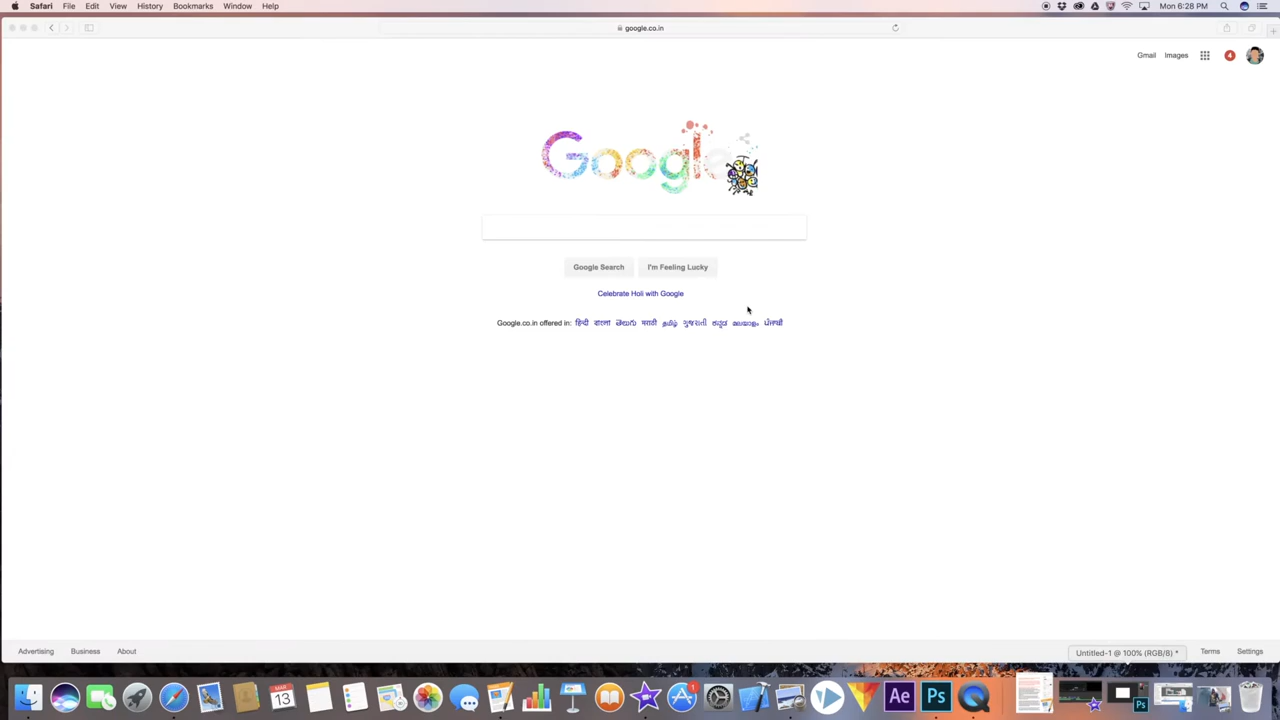 Safari File Edit View History Bookmarks Window Help Mon 6:28 PM
google.co.in
Gmail Images 4
Google
Google Search I'm Feeling Lucky
Celebrate Holi with Google
Google.co.in offered in: हिन्दी বাংলা తెలుగు मराठी தமிழ் ગુજરાતી ಕನ್ನಡ മലയാളം ਪੰਜਾਬੀ
Advertising Business About Untitled-1 @ 100% (RGB/8) * Terms Settings
MAR
13
1
Ae Ps